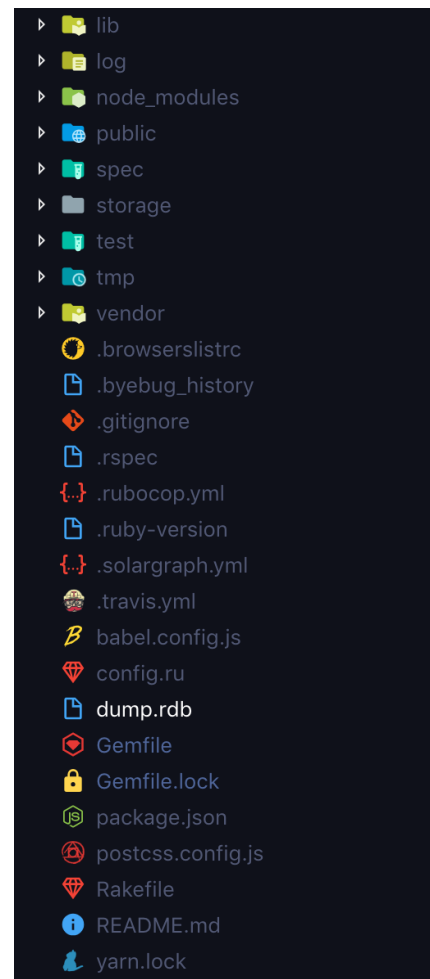 lib
log
node_modules
public
spec
storage
test
tmp
vendor
.browserslistrc
.byebug_history
.gitignore
.rspec
{...} .rubocop.yml
.ruby-version
{...} .solargraph.yml
.travis.yml
B babel.config.js
config.ru
dump.rdb
Gemfile
Gemfile.lock
JS package.json
postcss.config.js
Rakefile
i README.md
yarn.lock